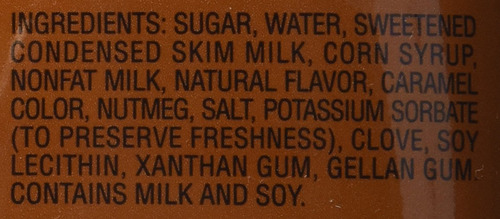 INGREDIENTS: SUGAR, WATER, SWEETENED
CONDENSED SKIM MILK, CORN SYRUP,
NONFAT MILK, NATURAL FLAVOR, CARAMEL
COLOR, NUTMEG, SALT, POTASSIUM SORBATE
(TO PRESERVE FRESHNESS), CLOVE, SOY
LECITHIN, XANTHAN GUM, GELLAN GUM.
CONTAINS MILK AND SOY.